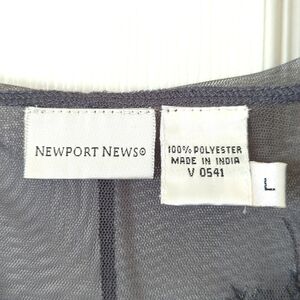 NEWPORT NEWS
100% POLYESTER
MADE IN INDIA
V 0541
L